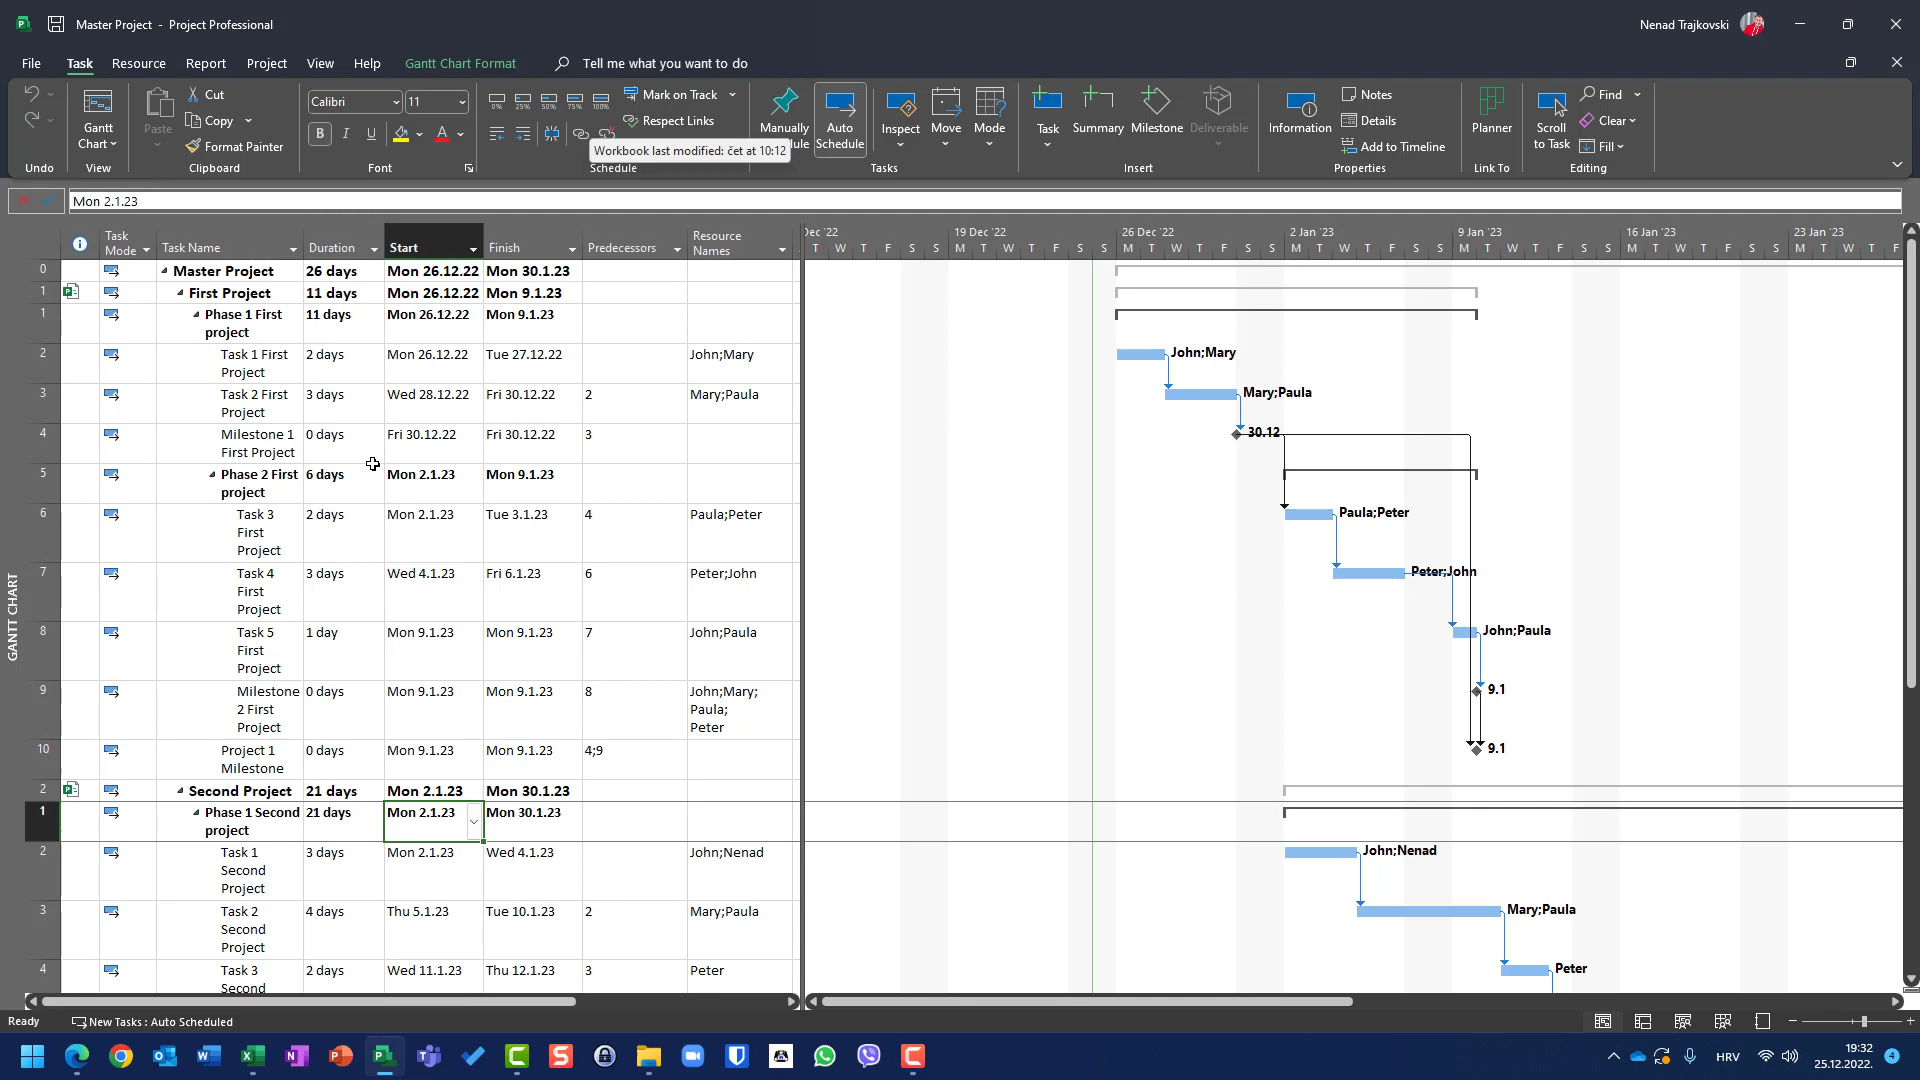 Master Project - Project Professional
Nenad Trajkovski
File Task Resource Report Project View Help Gantt Chart Format Tell me what you want to do
Gantt Chart
Paste
Cut
Copy
Format Painter
Calibri 11
B I U A
0% 25% 50% 75% 100%
Mark on Track
Respect Links
Workbook last modified: čet at 10:12
Manually
Auto Schedule
Inspect
Move
Mode
Task
Summary
Milestone
Deliverable
Information
Notes
Details
Add to Timeline
Planner
Scroll to Task
Find
Clear
Fill
Undo View Clipboard Font Schedule Tasks Insert Properties Link To Editing
Mon 2.1.23
Task Mode Task Name Duration Start Finish Predecessors Resource Names
0 Master Project 26 days Mon 26.12.22 Mon 30.1.23
1 First Project 11 days Mon 26.12.22 Mon 9.1.23
1 Phase 1 First project 11 days Mon 26.12.22 Mon 9.1.23
2 Task 1 First Project 2 days Mon 26.12.22 Tue 27.12.22 John;Mary
3 Task 2 First Project 3 days Wed 28.12.22 Fri 30.12.22 2 Mary;Paula
4 Milestone 1 First Project 0 days Fri 30.12.22 Fri 30.12.22 3
5 Phase 2 First project 6 days Mon 2.1.23 Mon 9.1.23
6 Task 3 First Project 2 days Mon 2.1.23 Tue 3.1.23 4 Paula;Peter
7 Task 4 First Project 3 days Wed 4.1.23 Fri 6.1.23 6 Peter;John
8 Task 5 First Project 1 day Mon 9.1.23 Mon 9.1.23 7 John;Paula
9 Milestone 2 First Project 0 days Mon 9.1.23 Mon 9.1.23 8 John;Mary; Paula; Peter
10 Project 1 Milestone 0 days Mon 9.1.23 Mon 9.1.23 4;9
2 Second Project 21 days Mon 2.1.23 Mon 30.1.23
1 Phase 1 Second project 21 days Mon 2.1.23 Mon 30.1.23
2 Task 1 Second Project 3 days Mon 2.1.23 Wed 4.1.23 John;Nenad
3 Task 2 Second Project 4 days Thu 5.1.23 Tue 10.1.23 2 Mary;Paula
4 Task 3 Second 2 days Wed 11.1.23 Thu 12.1.23 3 Peter
GANTT CHART
Dec '22 19 Dec '22 26 Dec '22 2 Jan '23 9 Jan '23 16 Jan '23 23 Jan '23
T W F S S M T W T F S S M T W T F S S M T W T F S S M T W T F S S M T W T F S S M T W T F
John;Mary
Mary;Paula
30.12
Paula;Peter
Peter;John
John;Paula
9.1
9.1
John;Nenad
Mary;Paula
Peter
Ready New Tasks : Auto Scheduled
HRV
19:32
25.12.2022.
4